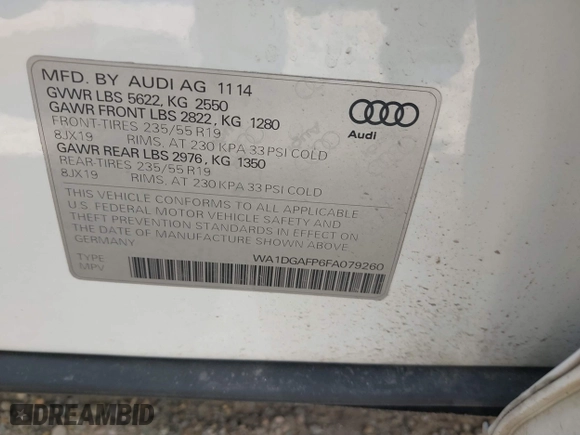 MFD. BY AUDI AG 11 14
GVWR LBS 5622, KG 2550
GAWR FRONT LBS 2822, KG 1280
FRONT-TIRES 235/55 R19
8JX19 RIMS, AT 230 KPA 33 PSI COLD
GAWR REAR LBS 2976, KG 1350
REAR-TIRES 235/55 R19
8JX19 RIMS, AT 230 KPA 33 PSI COLD
THIS VEHICLE CONFORMS TO ALL APPLICABLE
U.S. FEDERAL MOTOR VEHICLE SAFETY AND
THEFT PREVENTION STANDARDS IN EFFECT ON
THE DATE OF MANUFACTURE SHOWN ABOVE.
GERMANY
TYPE
MPV
WA1DGAFP6FA079260
Audi
DREAMBID